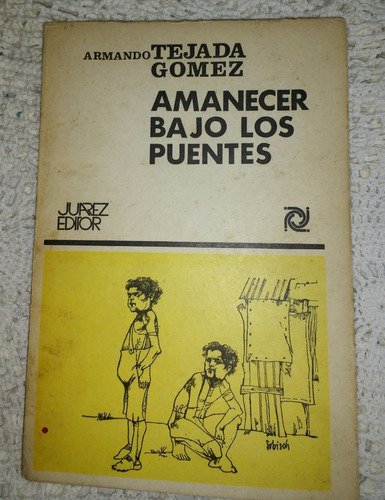 ARMANDO TEJADA
GOMEZ
AMANECER
BAJO LOS
PUENTES
JUAREZ
EDITOR